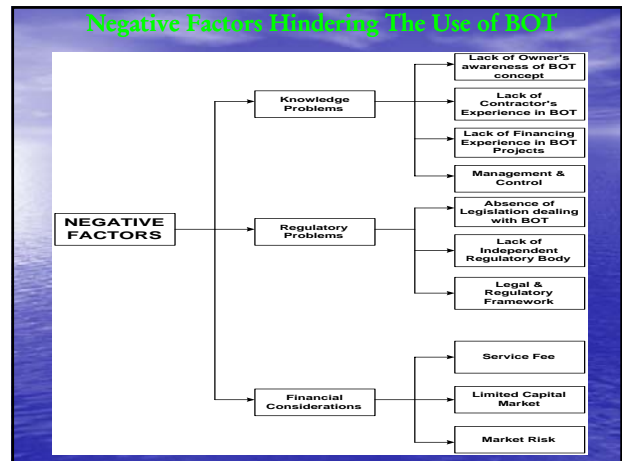 Negative Factors Hindering The Use of BOT
NEGATIVE
FACTORS
Knowledge
Problems
Lack of Owner's
awareness of BOT
concept
Lack of
Contractor's
Experience in BOT
Lack of Financing
Experience in BOT
Projects
Management &
Control
Regulatory
Problems
Absence of
Legislation dealing
with BOT
Lack of
Independent
Regulatory Body
Legal &
Regulatory
Framework
Financial
Considerations
Service Fee
Limited Capital
Market
Market Risk